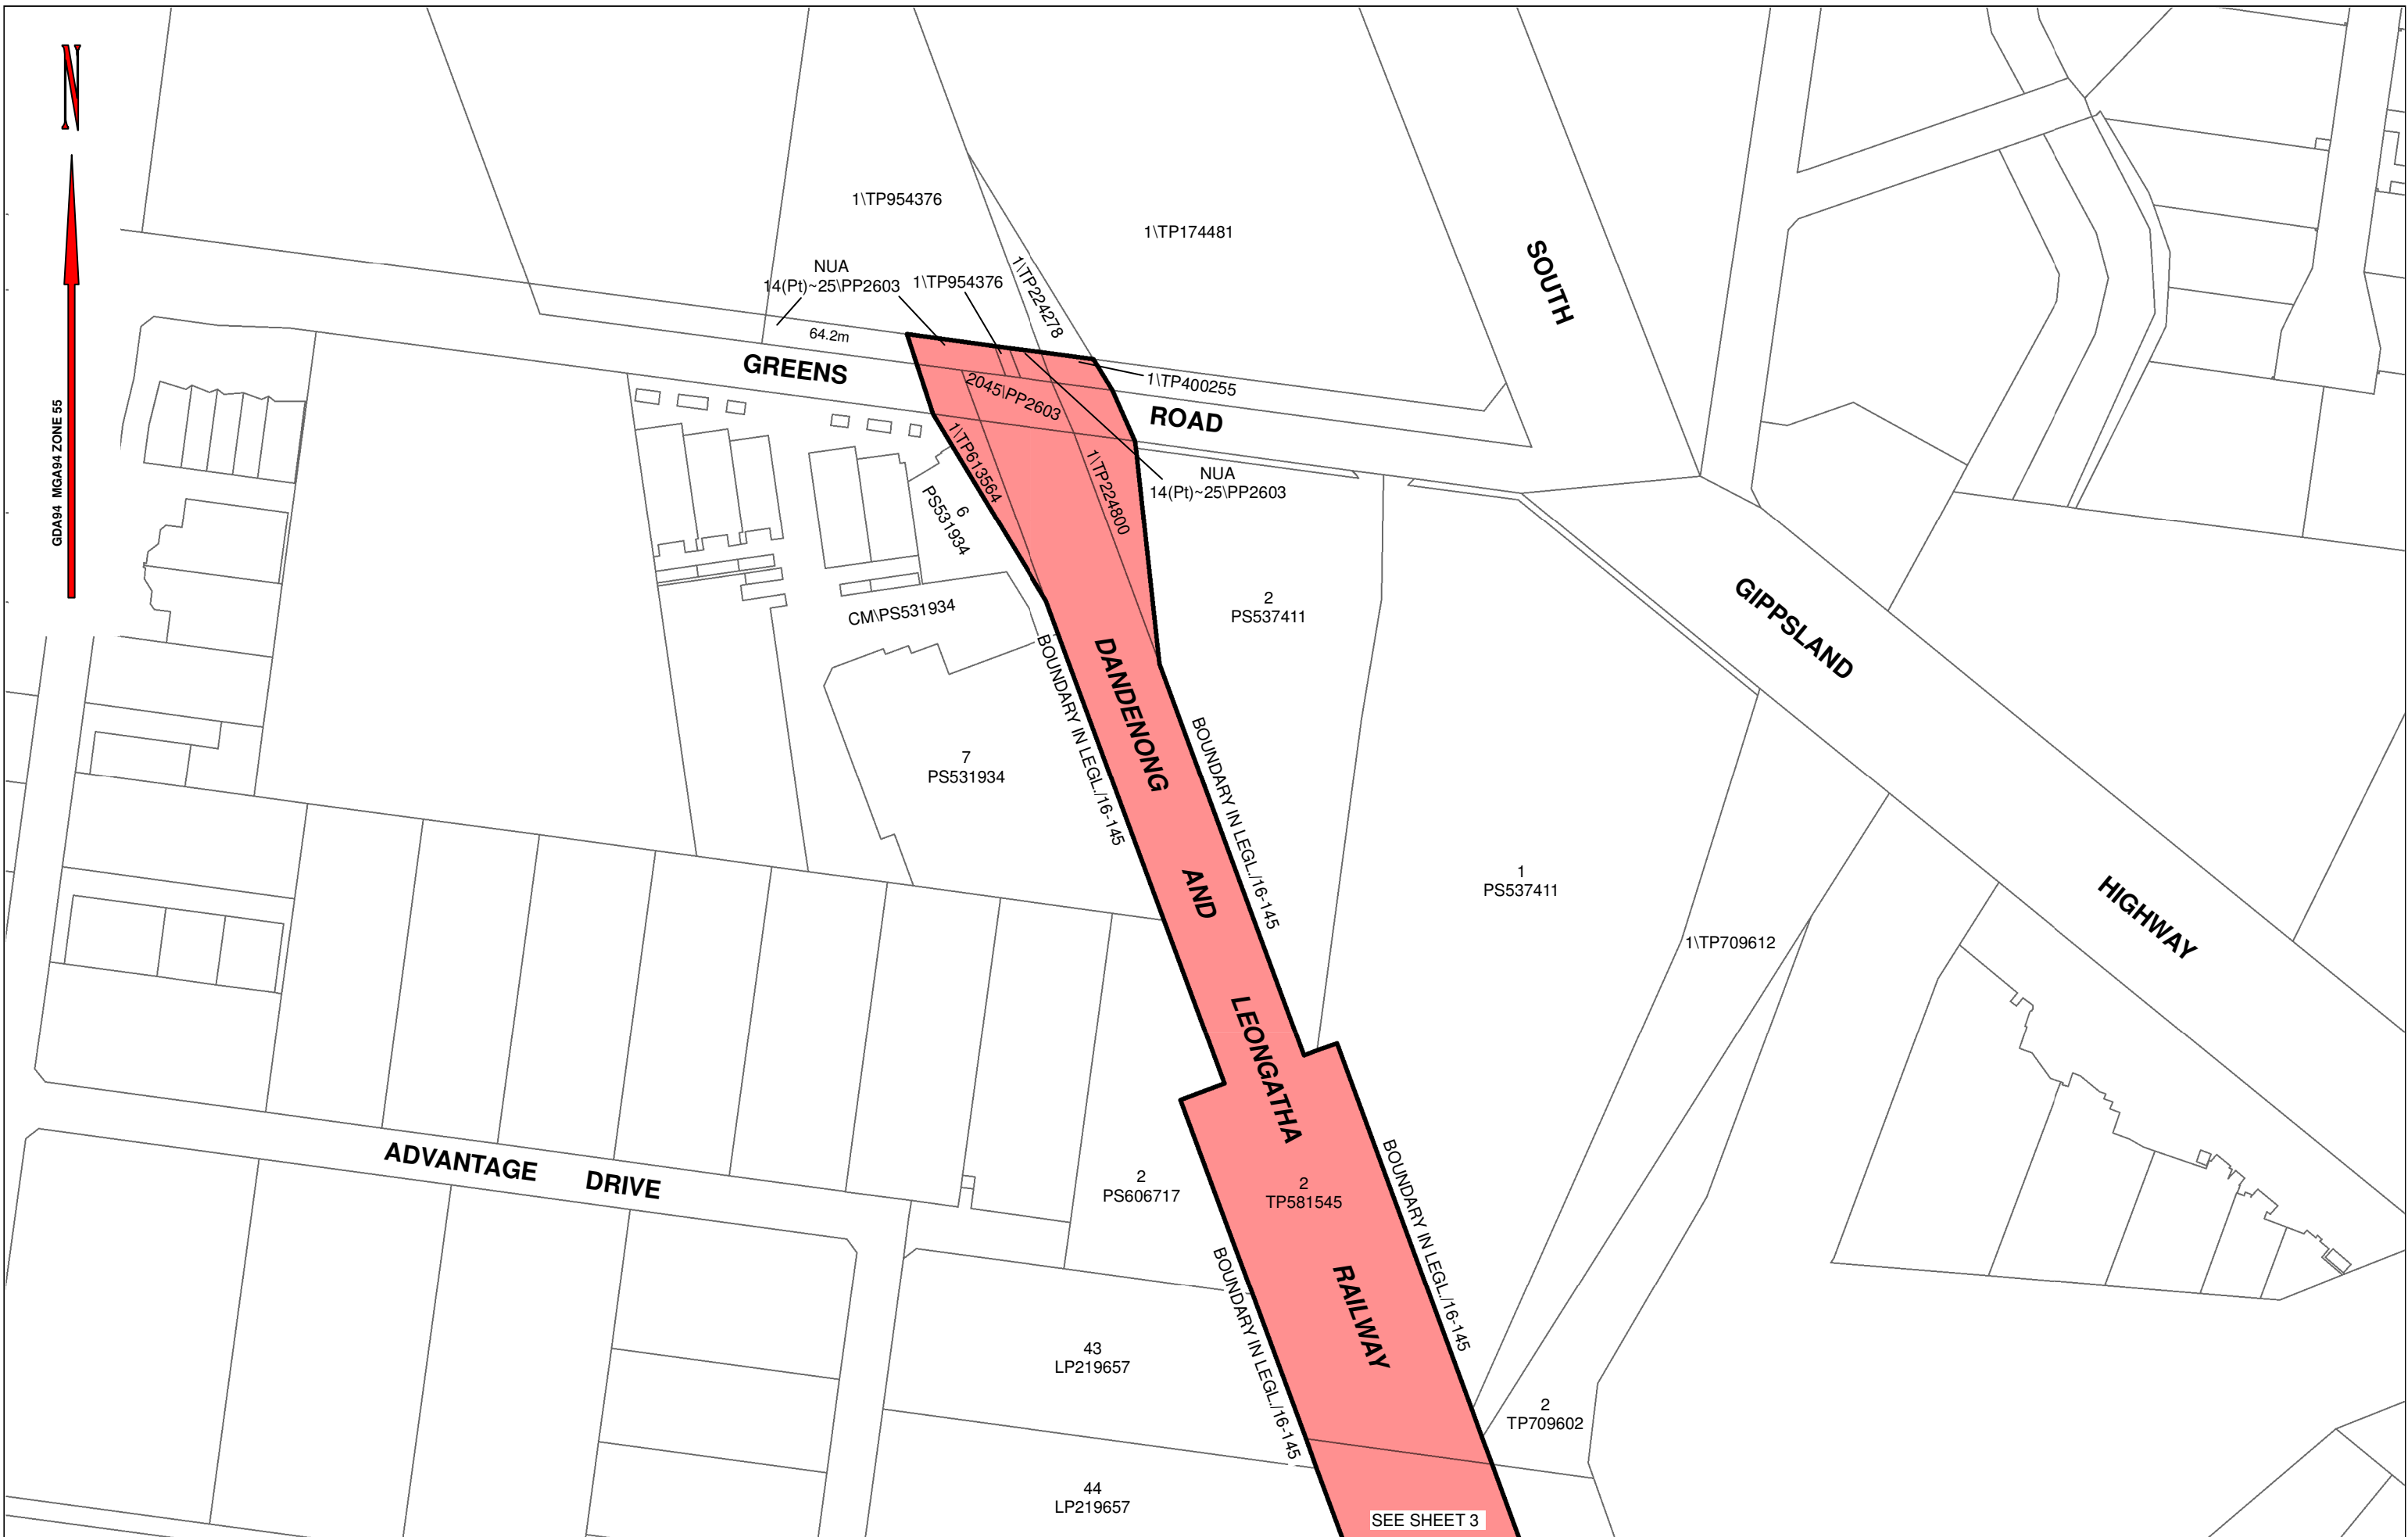 N
GDA94 MGA94 ZONE 55
1\TP954376
1\TP174481
SOUTH
NUA
14(Pt)~25\PP2603
1\TP954376
1\TP224278
64.2m
GREENS
ROAD
1\TP400255
2045\PP2603
1\TP613564
1\TP224800
NUA
14(Pt)~25\PP2603
6
PS531934
CM\PS531934
2
PS537411
GIPPSLAND
HIGHWAY
DANDENONG
AND
LEONGATHA
RAILWAY
BOUNDARY IN LEGL./16-145
BOUNDARY IN LEGL./16-145
7
PS531934
1
PS537411
1\TP709612
ADVANTAGE DRIVE
2
PS606717
2
TP581545
BOUNDARY IN LEGL./16-145
BOUNDARY IN LEGL./16-145
43
LP219657
2
TP709602
44
LP219657
SEE SHEET 3